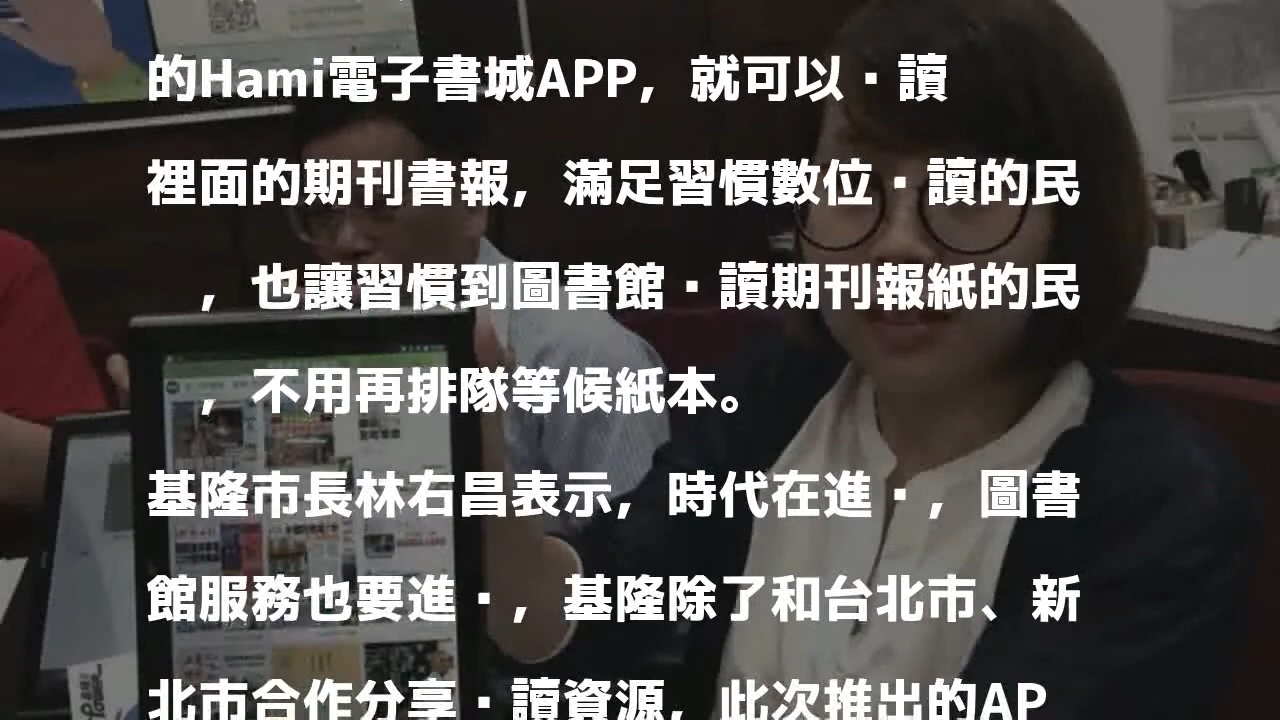 的Hami電子書城APP，就可以▪讀
裡面的期刊書報，滿足習慣數位▪讀的民
，也讓習慣到圖書館▪讀期刊報紙的民
，不用再排隊等候紙本。
基隆市長林右昌表示，時代在進▪，圖書
館服務也要進▪，基隆除了和台北市、新
北市合作分享▪讀資源，此次推出的AP